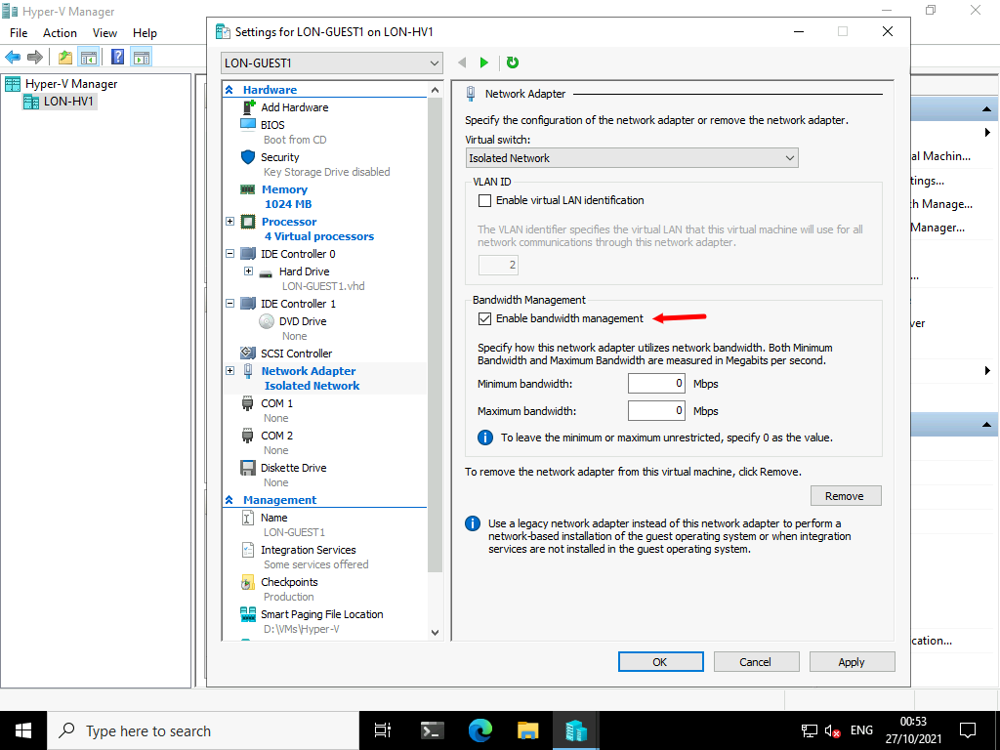 Hyper-V Manager
File Action View Help
Hyper-V Manager
LON-HV1
Settings for LON-GUEST1 on LON-HV1
LON-GUEST1
Hardware
Add Hardware
BIOS
Boot from CD
Security
Key Storage Drive disabled
Memory
1024 MB
Processor
4 Virtual processors
IDE Controller 0
Hard Drive
LON-GUEST1.vhd
IDE Controller 1
DVD Drive
None
SCSI Controller
Network Adapter
Isolated Network
COM 1
None
COM 2
None
Diskette Drive
None
Management
Name
LON-GUEST1
Integration Services
Some services offered
Checkpoints
Production
Smart Paging File Location
D:\VMs\Hyper-V
Network Adapter
Specify the configuration of the network adapter or remove the network adapter.
Virtual switch:
Isolated Network
VLAN ID
Enable virtual LAN identification
The VLAN identifier specifies the virtual LAN that this virtual machine will use for all
network communications through this network adapter.
2
Bandwidth Management
Enable bandwidth management
Specify how this network adapter utilizes network bandwidth. Both Minimum
Bandwidth and Maximum Bandwidth are measured in Megabits per second.
Minimum bandwidth: 0 Mbps
Maximum bandwidth: 0 Mbps
To leave the minimum or maximum unrestricted, specify 0 as the value.
To remove the network adapter from this virtual machine, click Remove.
Remove
Use a legacy network adapter instead of this network adapter to perform a
network-based installation of the guest operating system or when integration
services are not installed in the guest operating system.
OK Cancel Apply
al Machin...
tings...
h Manage...
Manager...
...
ver
cation...
Type here to search
ENG
00:53
27/10/2021